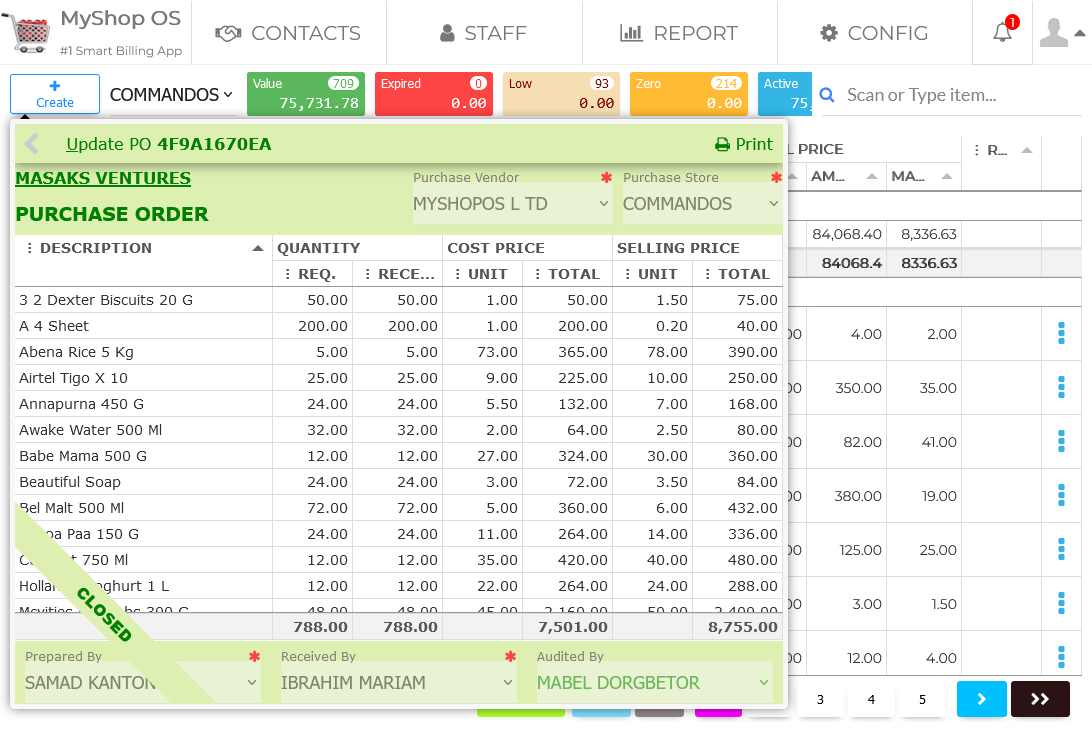 MyShop OS
#1 Smart Billing App
CONTACTS
STAFF
REPORT
CONFIG
1
Create
COMMANDOS
Value 709
75,731.78
Expired 0
0.00
Low 93
0.00
Zero 214
0.00
Active
75,
Scan or Type item...
Update PO 4F9A1670EA
Print
MASAKS VENTURES
PURCHASE ORDER
Purchase Vendor *
MYSHOPOS L TD
Purchase Store *
COMMANDOS
DESCRIPTION QUANTITY COST PRICE SELLING PRICE
REQ. RECE... UNIT TOTAL UNIT TOTAL
3 2 Dexter Biscuits 20 G 50.00 50.00 1.00 50.00 1.50 75.00
A 4 Sheet 200.00 200.00 1.00 200.00 0.20 40.00
Abena Rice 5 Kg 5.00 5.00 73.00 365.00 78.00 390.00
Airtel Tigo X 10 25.00 25.00 9.00 225.00 10.00 250.00
Annapurna 450 G 24.00 24.00 5.50 132.00 7.00 168.00
Awake Water 500 Ml 32.00 32.00 2.00 64.00 2.50 80.00
Babe Mama 500 G 12.00 12.00 27.00 324.00 30.00 360.00
Beautiful Soap 24.00 24.00 3.00 72.00 3.50 84.00
Bel Malt 500 Ml 72.00 72.00 5.00 360.00 6.00 432.00
Paa 150 G 24.00 24.00 11.00 264.00 14.00 336.00
750 Ml 12.00 12.00 35.00 420.00 40.00 480.00
1 L 12.00 12.00 22.00 264.00 24.00 288.00
300 G 48.00 48.00 45.00 2,160.00 50.00 2,400.00
788.00 788.00 7,501.00 8,755.00
CLOSED
Prepared By *
SAMAD KANTON
Received By *
IBRAHIM MARIAM
Audited By
MABEL DORGBETOR
L PRICE R...
AM... MA...
84,068.40 8,336.63
84068.4 8336.63
00 4.00 2.00
00 350.00 35.00
00 82.00 41.00
00 380.00 19.00
00 125.00 25.00
00 3.00 1.50
00 12.00 4.00
3 4 5